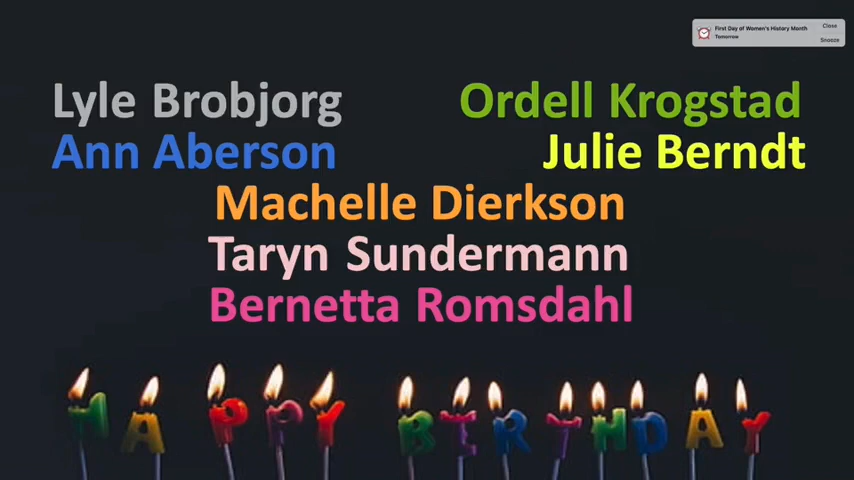 First Day of Women's History Month
Tomorrow
Close
Snooze
Lyle Brobjorg
Ordell Krogstad
Ann Aberson
Julie Berndt
Machelle Dierkson
Taryn Sundermann
Bernetta Romsdahl
HAPPY BIRTHDAY